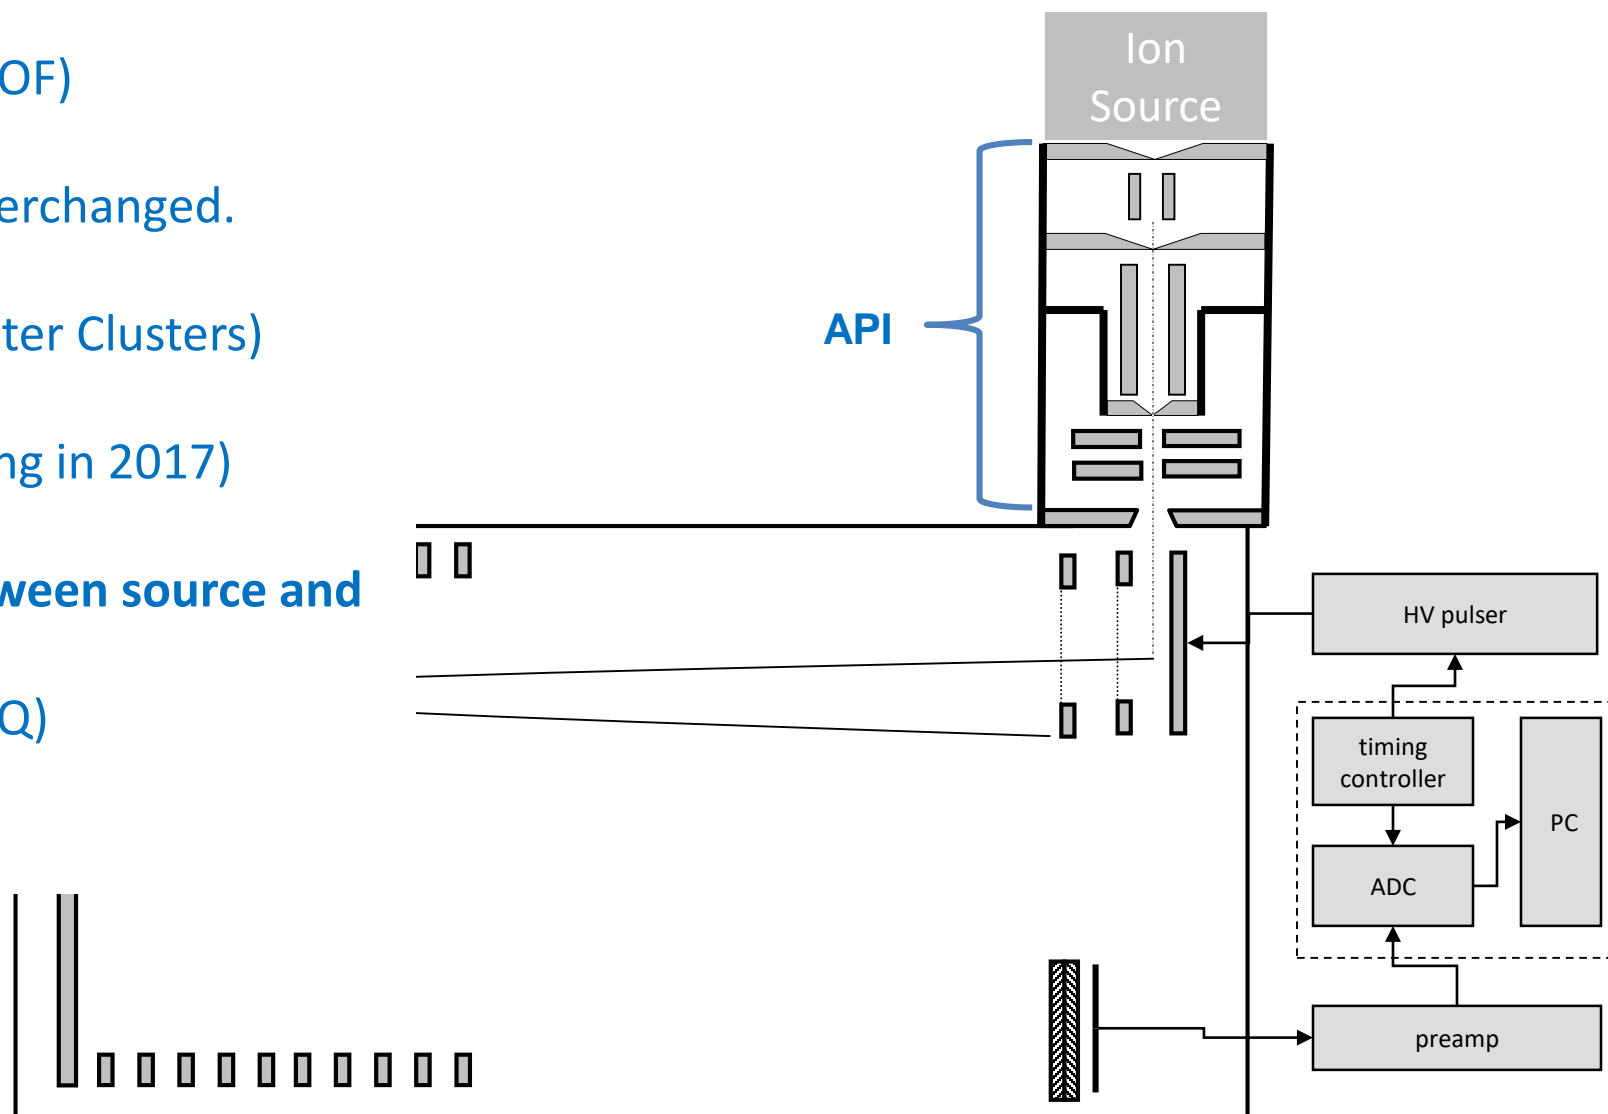 OF)
erchanged.
ter Clusters)
ng in 2017)
ween source and
Q)
Ion
Source
API
HV pulser
timing
controller
PC
ADC
preamp